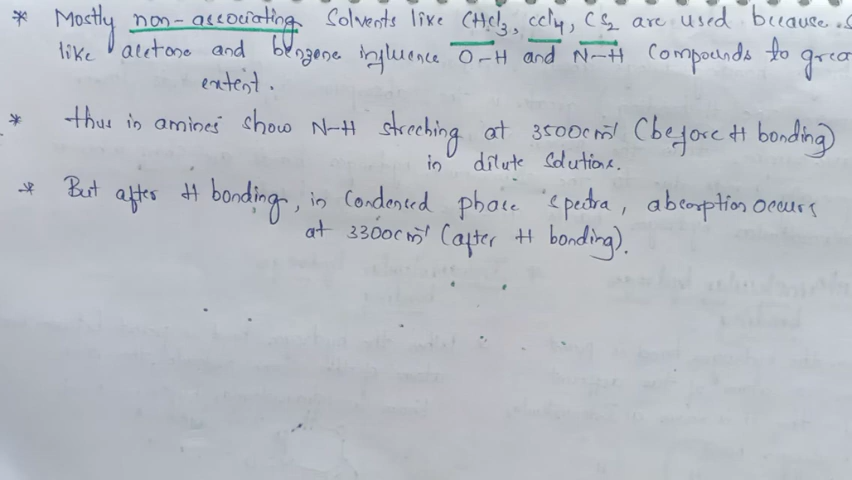 * Mostly non-associating Solvents like CHCl3, CCl4, CS2 are used because
like acetone and benzene influence O-H and N-H Compounds to grea
extent.
* thus in amines show N-H streching at 3500cm-1 (before H bonding)
in dilute solutions.
* But after H bonding, in Condensed phase spectra, absorption occurs
at 3300cm-1 (after H bonding).